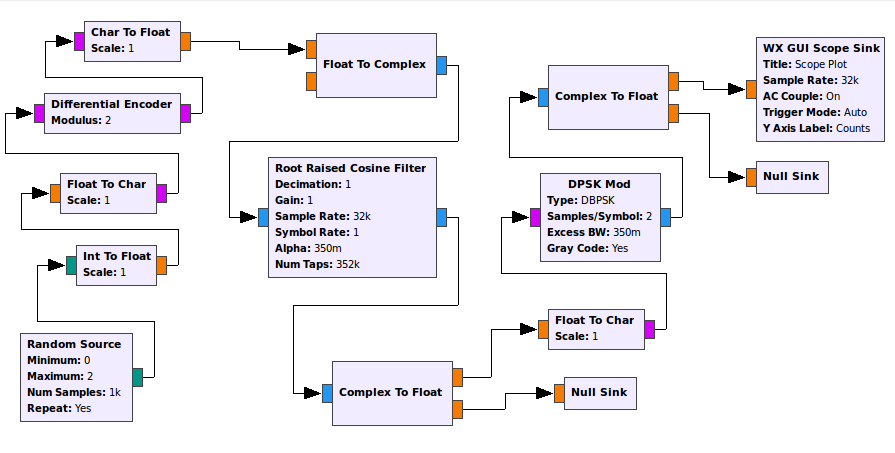 Char To Float
Scale: 1
Float To Complex
Complex To Float
WX GUI Scope Sink
Title: Scope Plot
Sample Rate: 32k
AC Couple: On
Trigger Mode: Auto
Y Axis Label: Counts
Differential Encoder
Modulus: 2
Float To Char
Scale: 1
Root Raised Cosine Filter
Decimation: 1
Gain: 1
Sample Rate: 32k
Symbol Rate: 1
Alpha: 350m
Num Taps: 352k
DPSK Mod
Type: DBPSK
Samples/Symbol: 2
Excess BW: 350m
Gray Code: Yes
Null Sink
Int To Float
Scale: 1
Random Source
Minimum: 0
Maximum: 2
Num Samples: 1k
Repeat: Yes
Complex To Float
Float To Char
Scale: 1
Null Sink